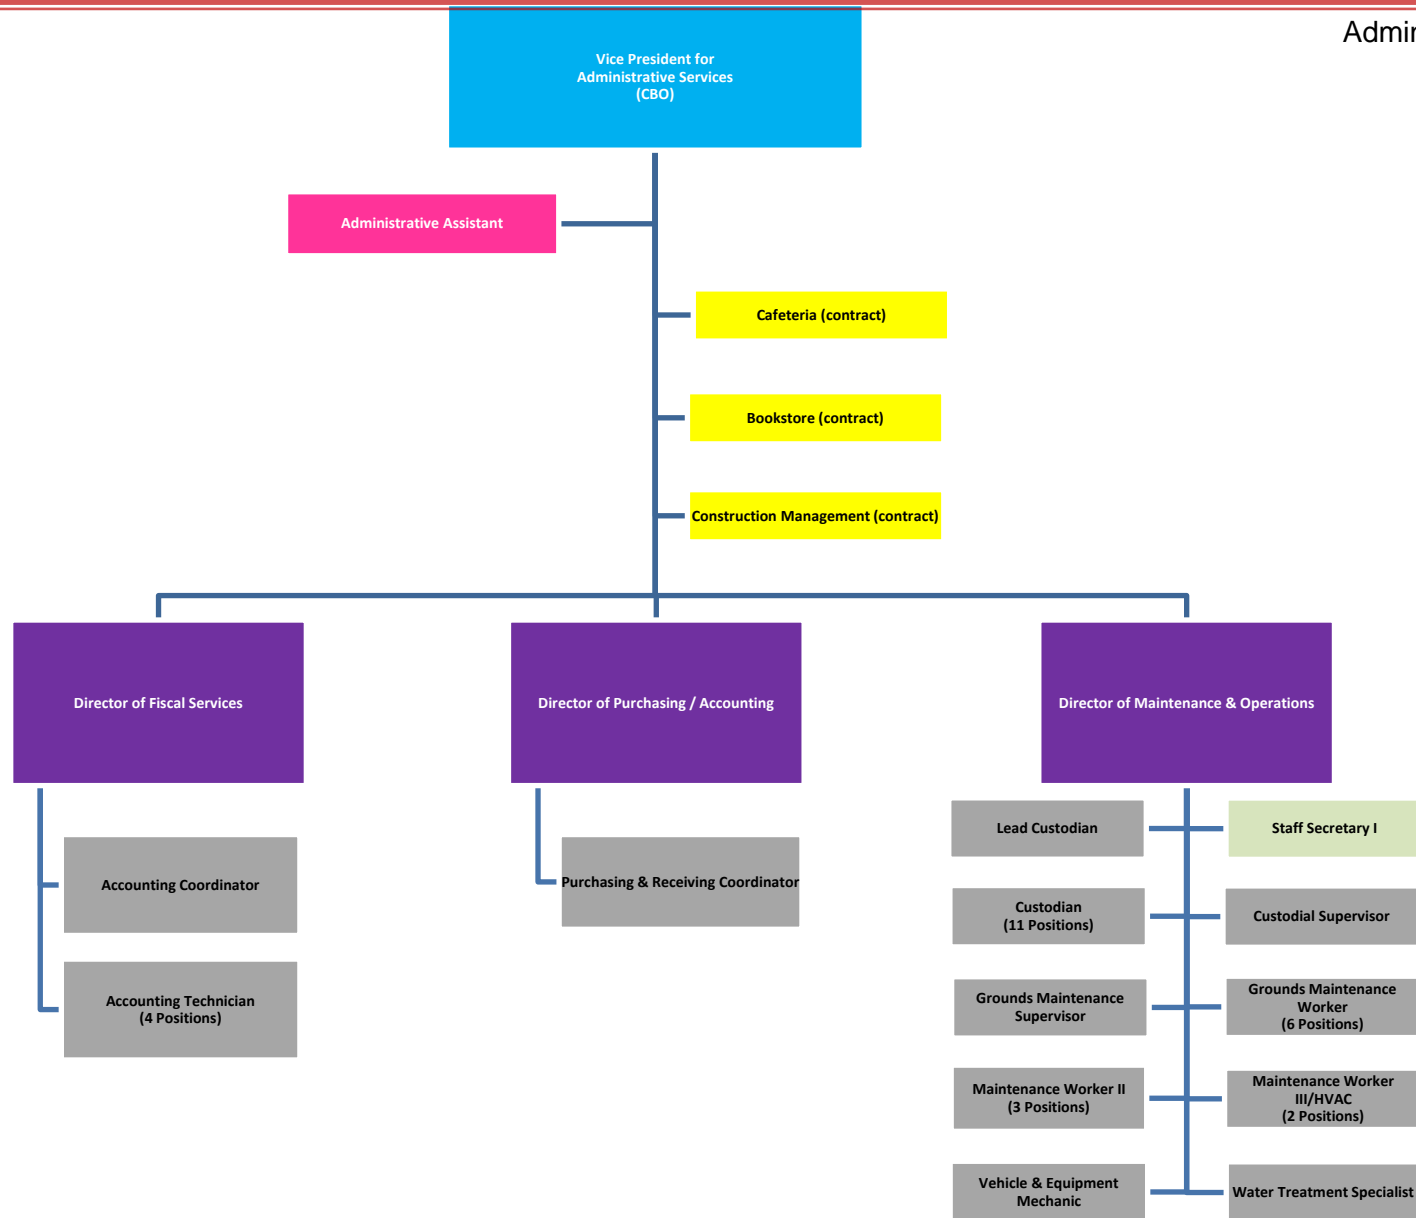 Vice President for
Administrative Services
(CBO)
Administrative Assistant
Cafeteria (contract)
Bookstore (contract)
Construction Management (contract)
Director of Fiscal Services
Director of Purchasing / Accounting
Director of Maintenance & Operations
Accounting Coordinator
Accounting Technician
(4 Positions)
Purchasing & Receiving Coordinator
Lead Custodian
Staff Secretary I
Custodian
(11 Positions)
Custodial Supervisor
Grounds Maintenance
Supervisor
Grounds Maintenance
Worker
(6 Positions)
Maintenance Worker II
(3 Positions)
Maintenance Worker
III/HVAC
(2 Positions)
Vehicle & Equipment
Mechanic
Water Treatment Specialist